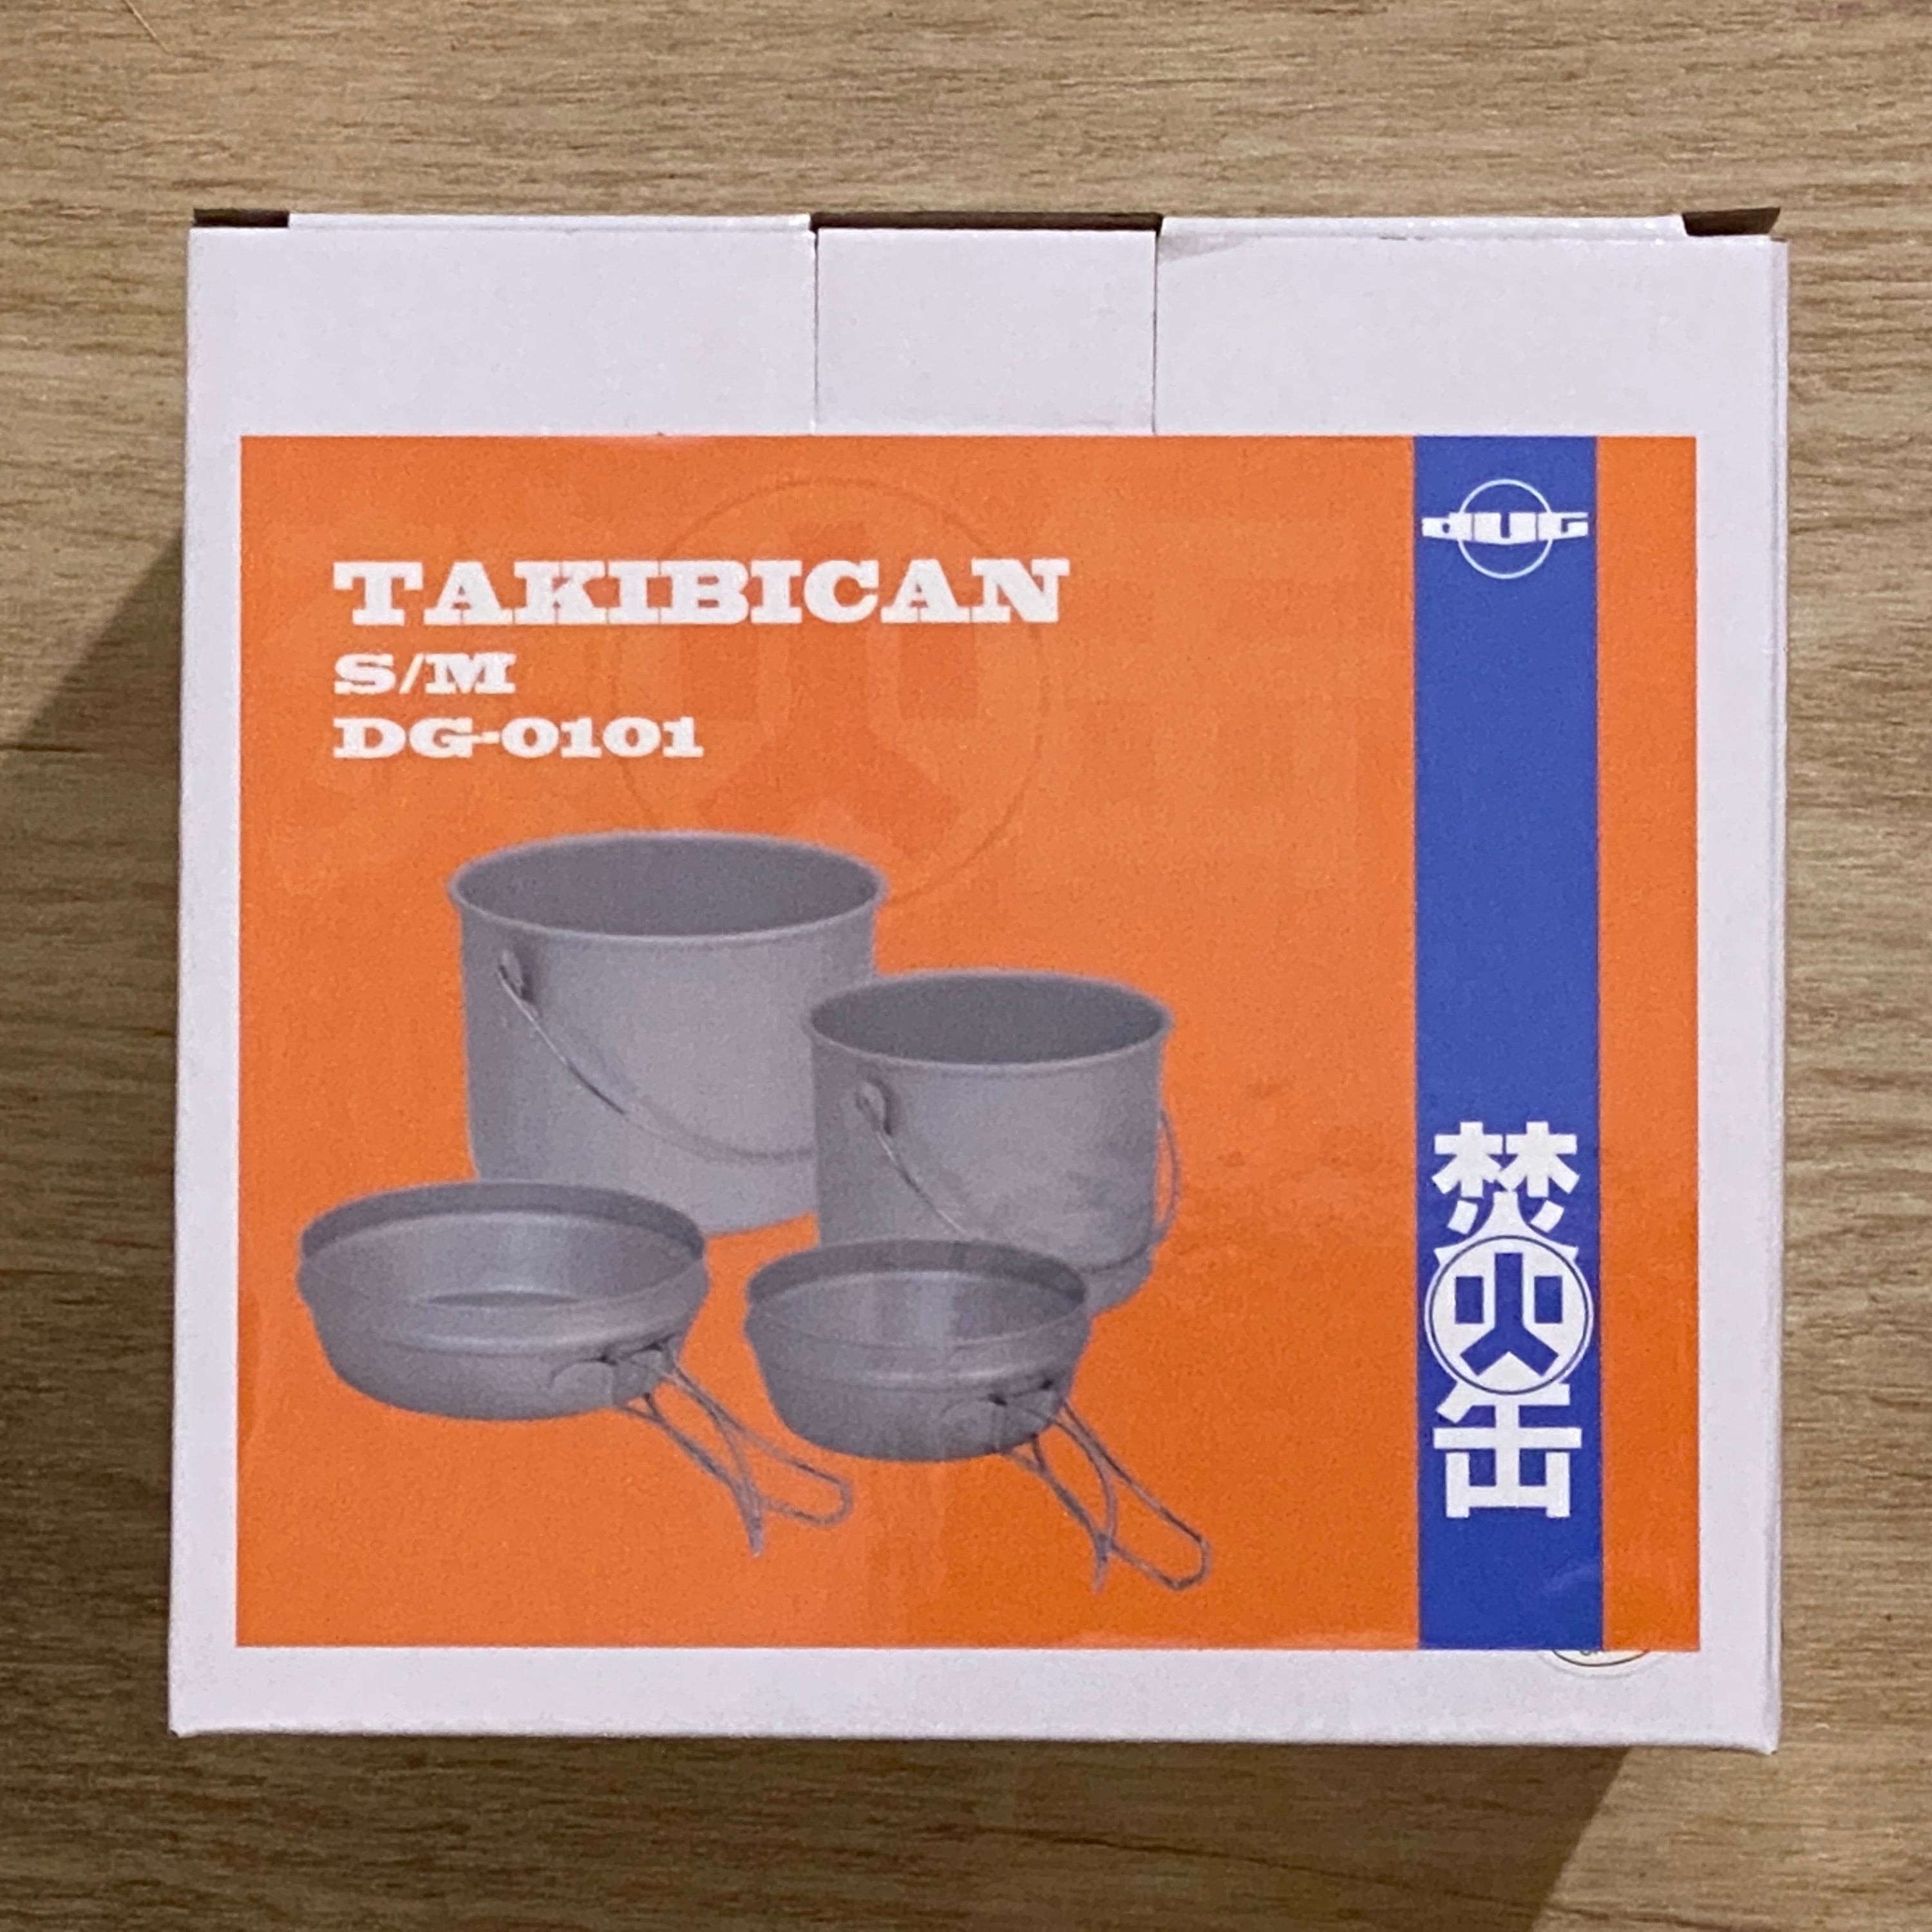 TAKIBICAN
S/M
DG-0101
dUG
焚火缶